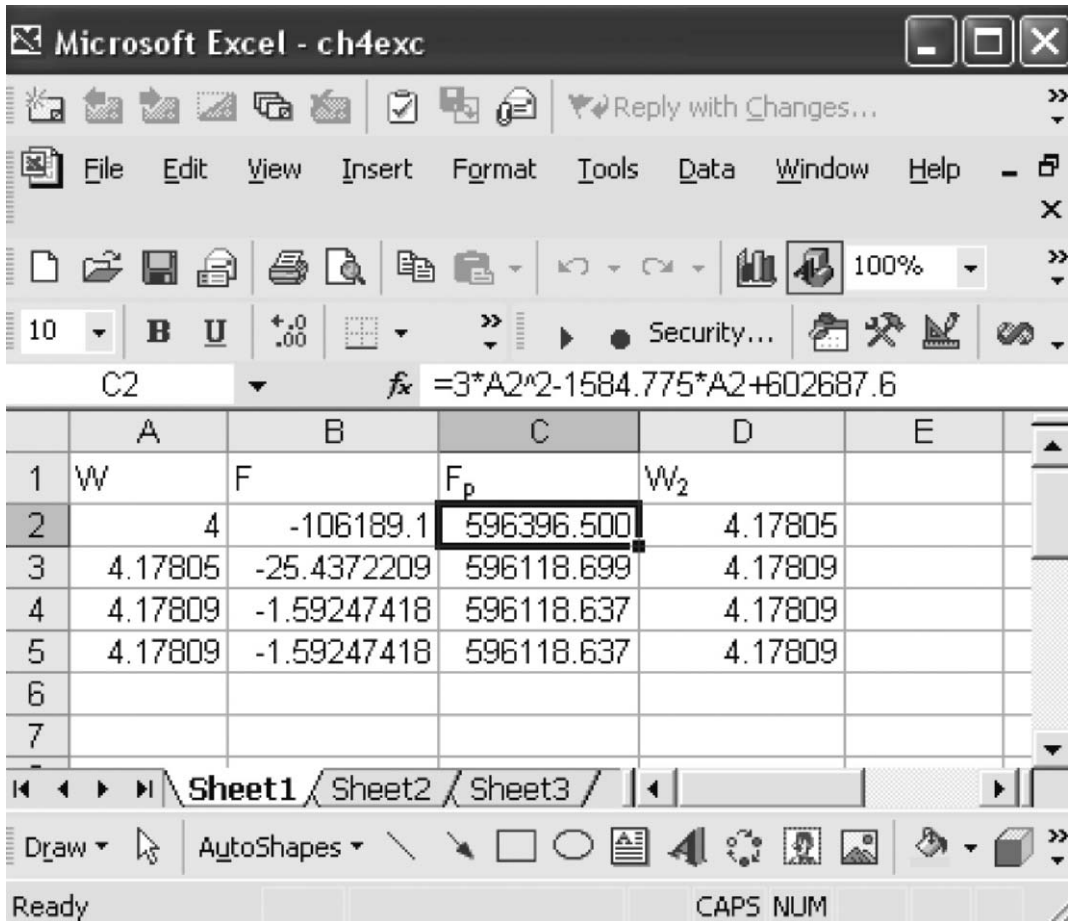 Microsoft Excel - ch4exc
Reply with Changes...
File Edit View Insert Format Tools Data Window Help
100%
10 B U Security...
C2 fx =3*A2^2-1584.775*A2+602687.6
A B C D E
1 W F Fp W2
2 4 -106189.1 596396.500 4.17805
3 4.17805 -25.4372209 596118.699 4.17809
4 4.17809 -1.59247418 596118.637 4.17809
5 4.17809 -1.59247418 596118.637 4.17809
6
7
Sheet1 Sheet2 Sheet3
Draw AutoShapes
Ready CAPS NUM